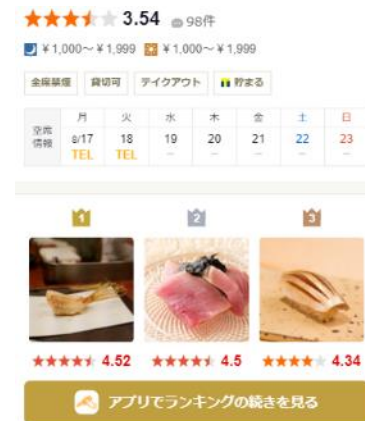 3.54 98件
￥1,000～￥1,999 ￥1,000～￥1,999
全席禁煙 貸切可 テイクアウト 貯まる
月 火 水 木 金 土 日
空席情報 8/17 18 19 20 21 22 23
TEL TEL － － － － －
1 2 3
4.52 4.5 4.34
アプリでランキングの続きを見る